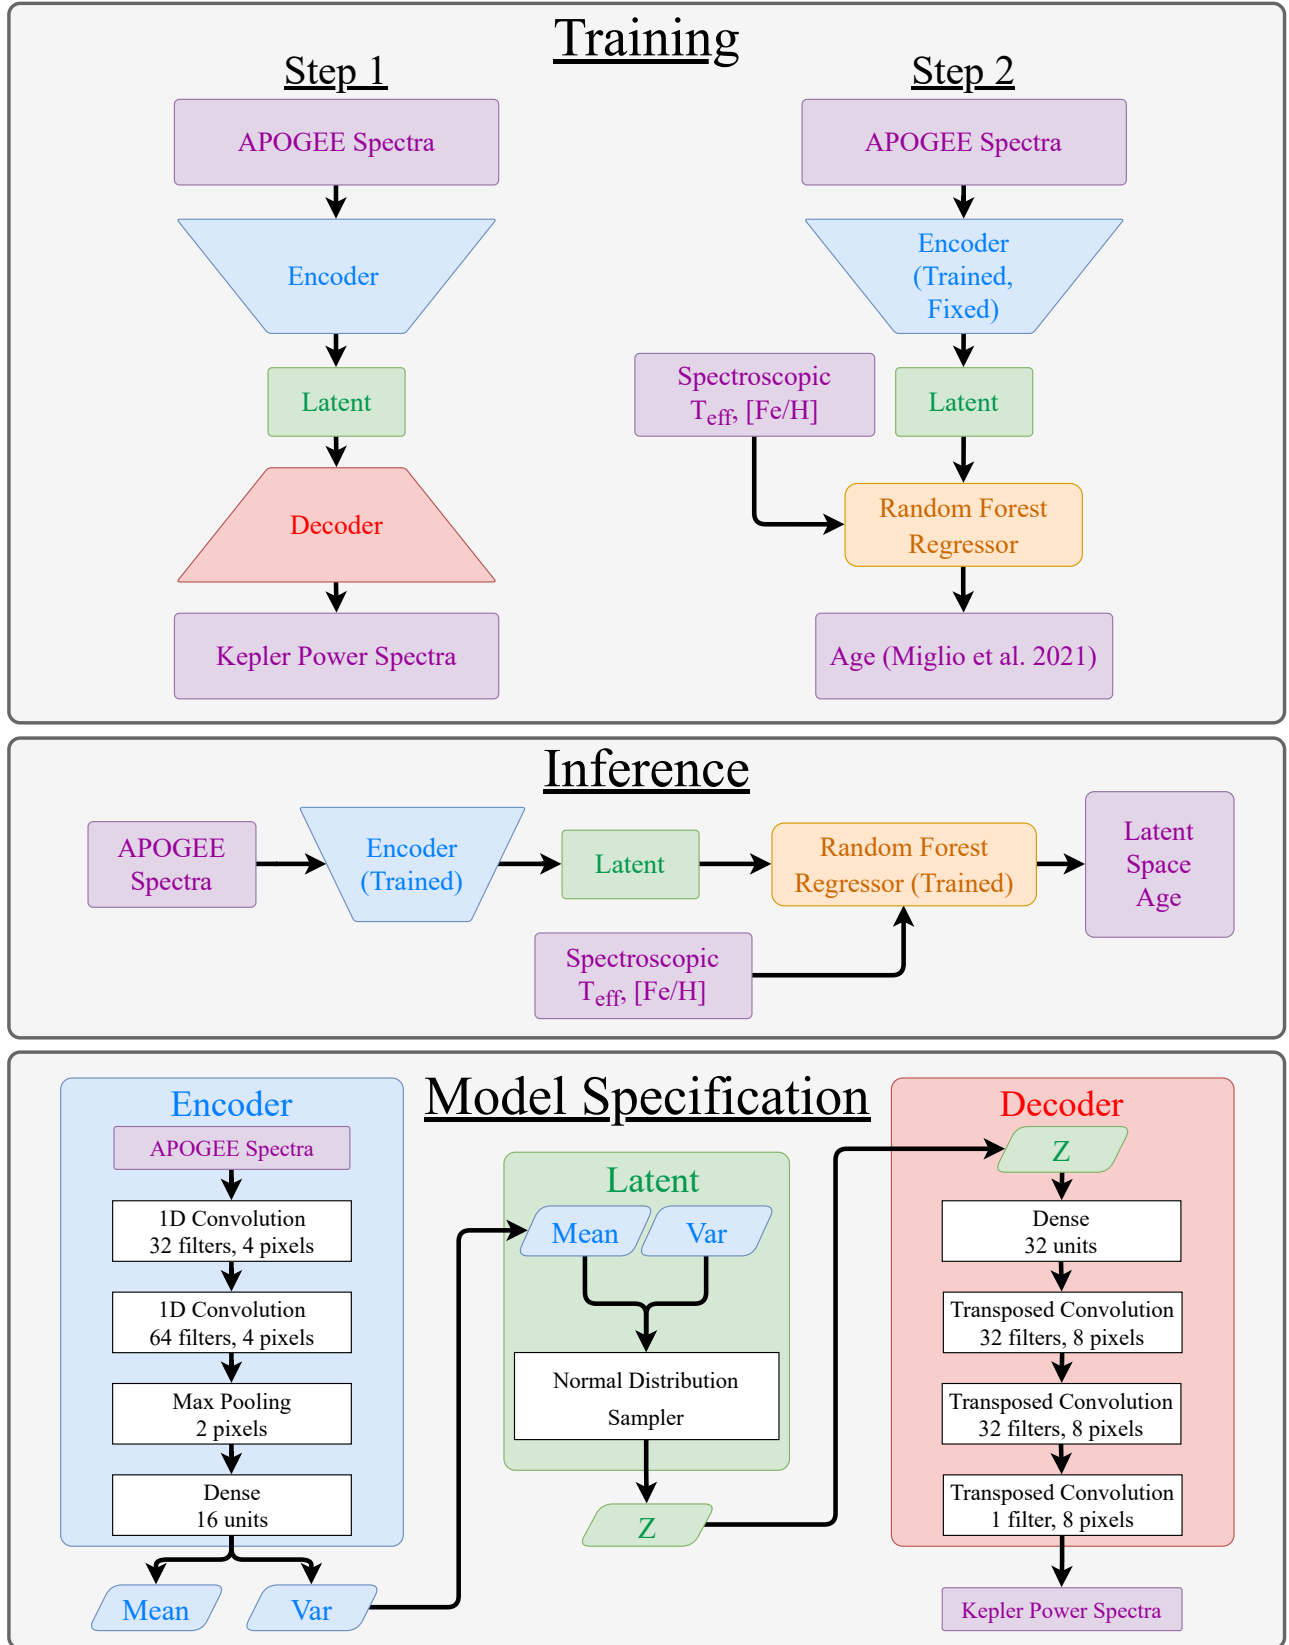 Training
Step 1
APOGEE Spectra
Encoder
Latent
Decoder
Kepler Power Spectra
Step 2
APOGEE Spectra
Encoder
(Trained,
Fixed)
Spectroscopic
T_eff, [Fe/H]
Latent
Random Forest
Regressor
Age (Miglio et al. 2021)
Inference
APOGEE
Spectra
Encoder
(Trained)
Latent
Random Forest
Regressor (Trained)
Latent
Space
Age
Spectroscopic
T_eff, [Fe/H]
Model Specification
Encoder
APOGEE Spectra
1D Convolution
32 filters, 4 pixels
1D Convolution
64 filters, 4 pixels
Max Pooling
2 pixels
Dense
16 units
Mean
Var
Latent
Mean
Var
Normal Distribution
Sampler
Z
Decoder
Z
Dense
32 units
Transposed Convolution
32 filters, 8 pixels
Transposed Convolution
32 filters, 8 pixels
Transposed Convolution
1 filter, 8 pixels
Kepler Power Spectra